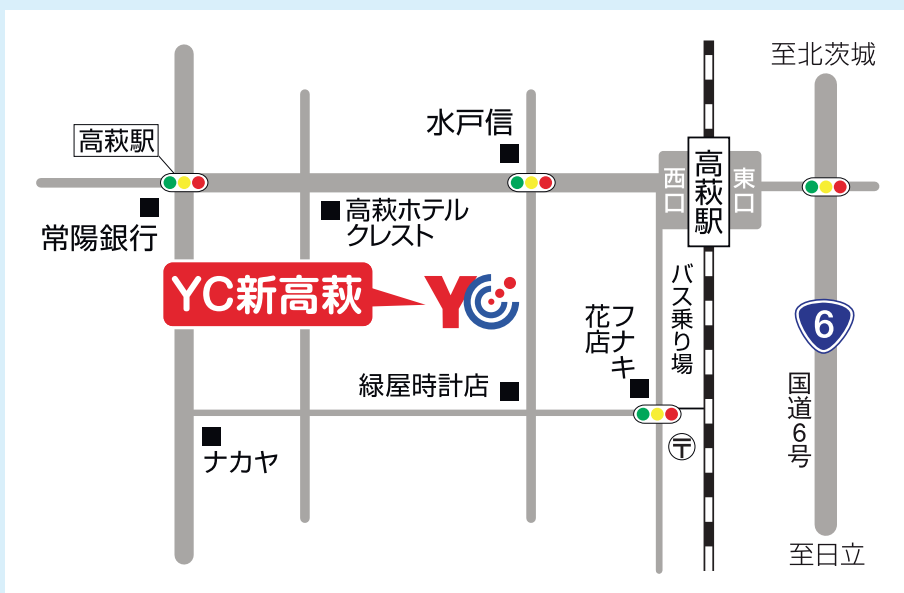 至北茨城
水戸信
高萩駅
西口
高萩駅
東口
高萩ホテル
クレスト
常陽銀行
YC新高萩
YC
バス乗り場
フナキ
花店
6
国道6号
緑屋時計店
〒
ナカヤ
至日立